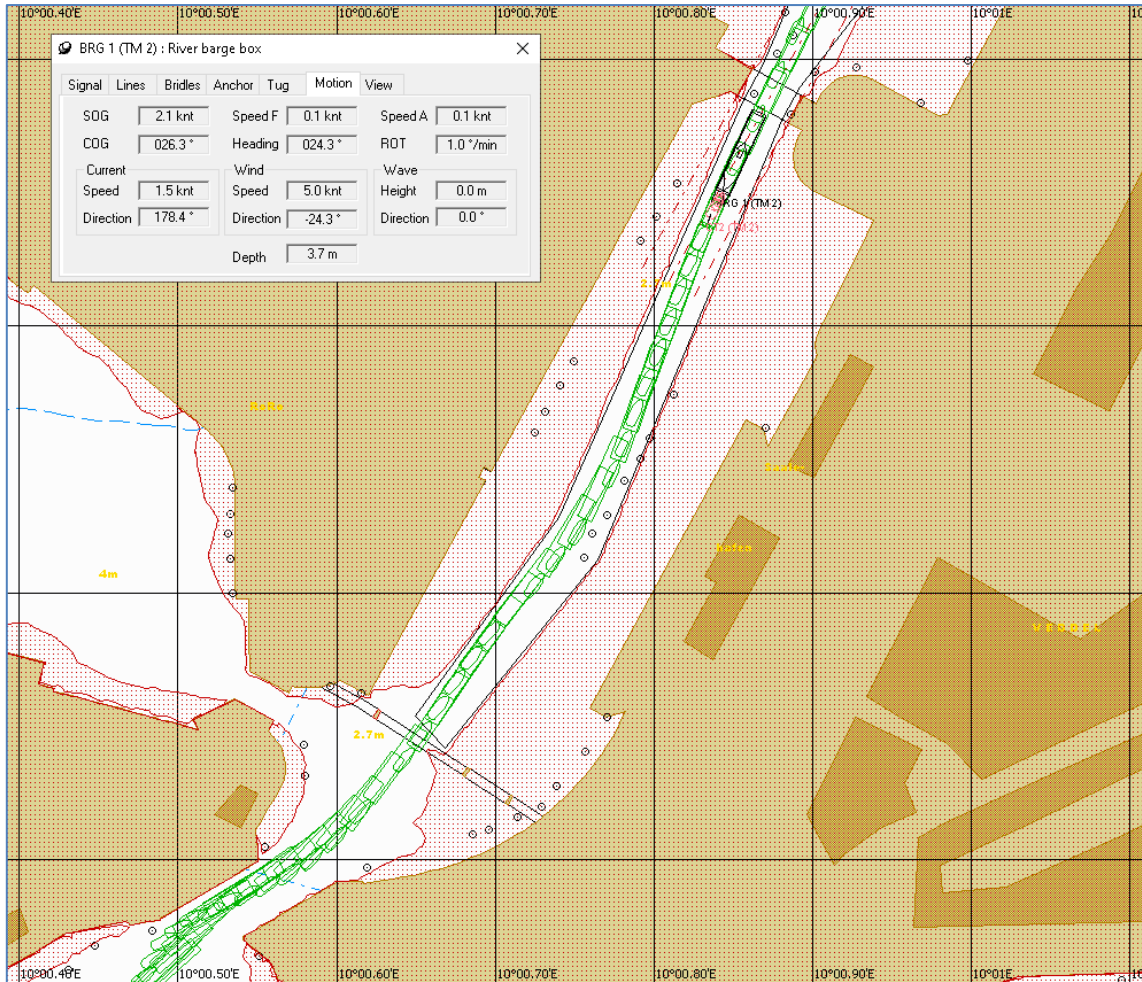 10°00.40'E 10°00.50'E 10°00.60'E 10°00.70'E 10°00.80'E 10°00.90'E 10°01'E
BRG 1 (TM 2) : River barge box
Signal Lines Bridles Anchor Tug Motion View
SOG 2.1 knt Speed F 0.1 knt Speed A 0.1 knt
COG 026.3 ° Heading 024.3 ° ROT 1.0 °/min
Current Wind Wave
Speed 1.5 knt Speed 5.0 knt Height 0.0 m
Direction 178.4 ° Direction -24.3 ° Direction 0.0 °
Depth 3.7 m
BRG 1 (TM 2)
4m
2.7m
10°00.40'E 10°00.50'E 10°00.60'E 10°00.70'E 10°00.80'E 10°00.90'E 10°01'E